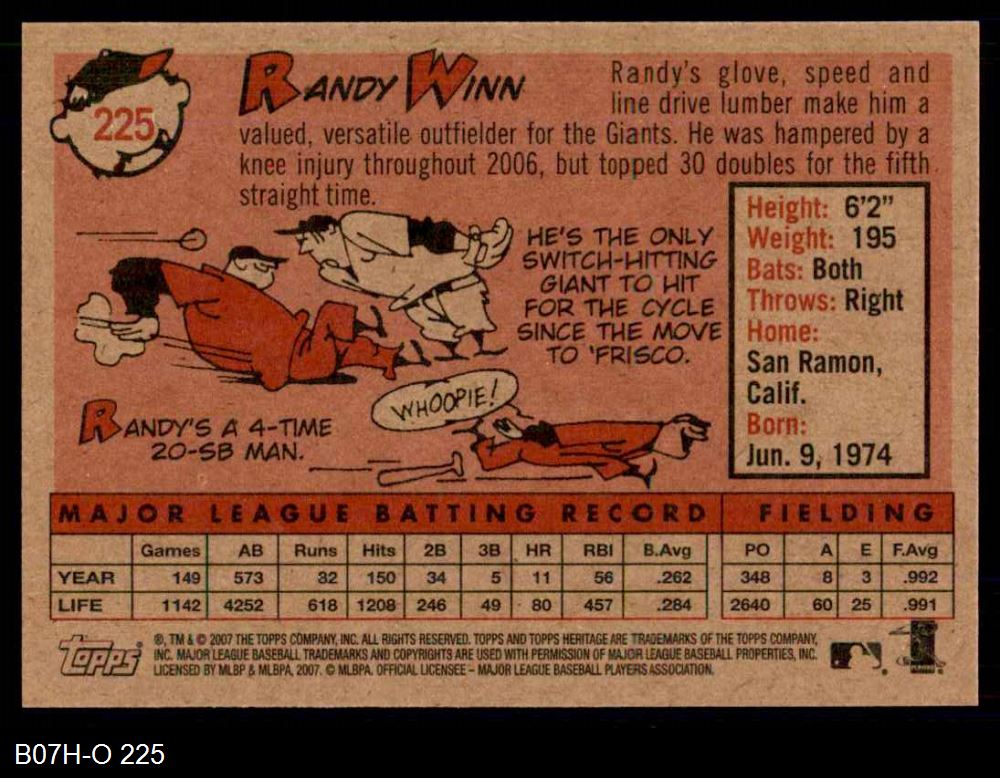 225
RANDY WINN
Randy's glove, speed and
line drive lumber make him a
valued, versatile outfielder for the Giants. He was hampered by a
knee injury throughout 2006, but topped 30 doubles for the fifth
straight time.
HE'S THE ONLY
SWITCH-HITTING
GIANT TO HIT
FOR THE CYCLE
SINCE THE MOVE
TO 'FRISCO.
Height: 6'2"
Weight: 195
Bats: Both
Throws: Right
Home:
San Ramon,
Calif.
Born:
Jun. 9, 1974
WHOOPIE!
RANDY'S A 4-TIME
20-SB MAN.
MAJOR LEAGUE BATTING RECORD FIELDING
Games AB Runs Hits 2B 3B HR RBI B.Avg PO A E F.Avg
YEAR 149 573 32 150 34 5 11 56 .262 348 8 3 .992
LIFE 1142 4252 618 1208 246 49 80 457 .284 2640 60 25 .991
Topps
®, TM & © 2007 THE TOPPS COMPANY, INC. ALL RIGHTS RESERVED. TOPPS AND TOPPS HERITAGE ARE TRADEMARKS OF THE TOPPS COMPANY,
INC. MAJOR LEAGUE BASEBALL TRADEMARKS AND COPYRIGHTS ARE USED WITH PERMISSION OF MAJOR LEAGUE BASEBALL PROPERTIES, INC.
LICENSED BY MLBP & MLBPA, 2007. © MLBPA. OFFICIAL LICENSEE – MAJOR LEAGUE BASEBALL PLAYERS ASSOCIATION.
B07H-O 225